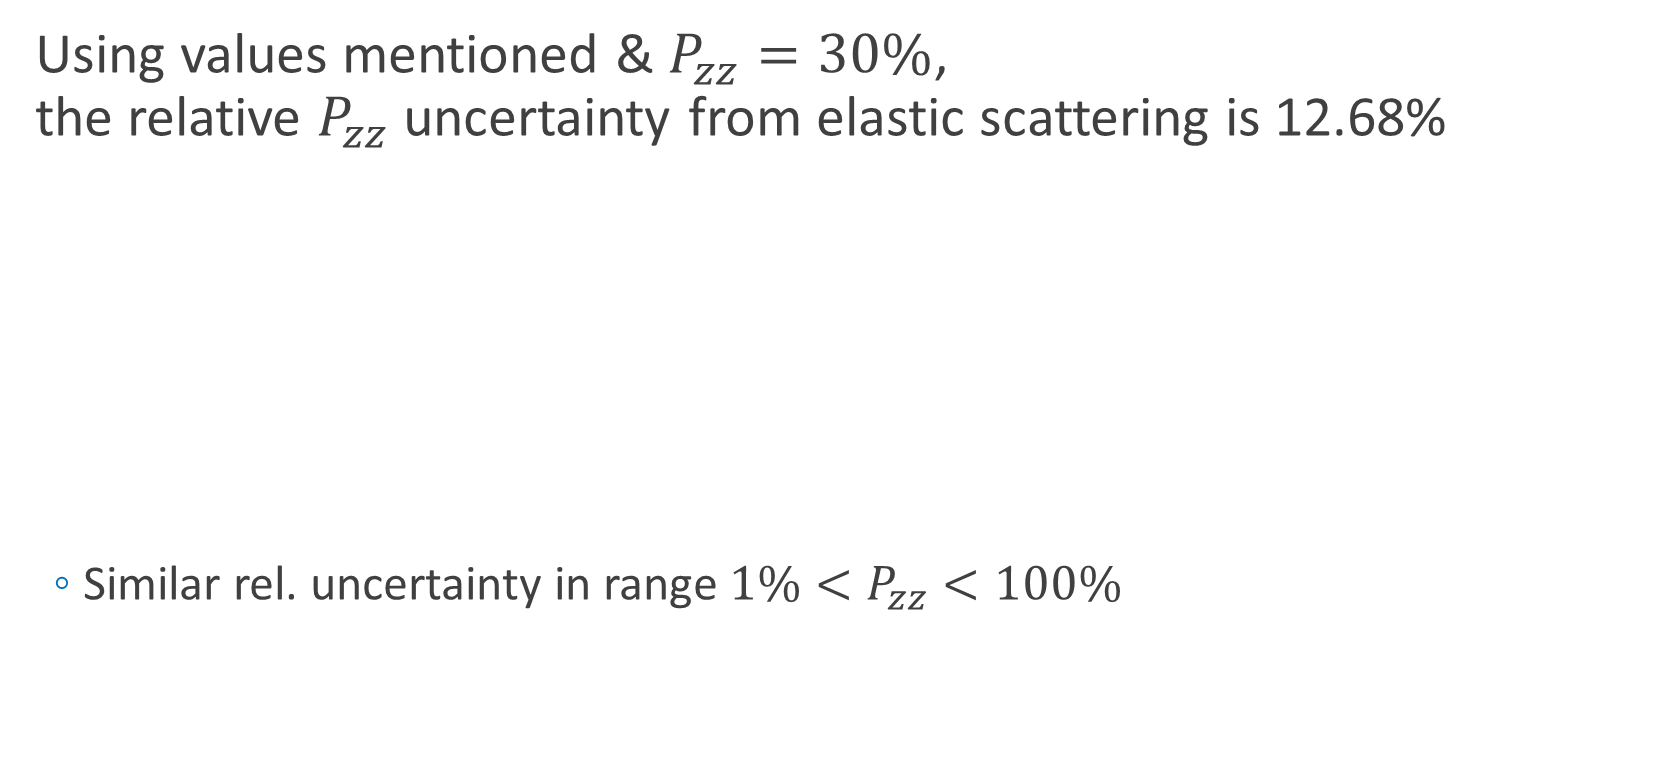 Using values mentioned & P_zz = 30%,
the relative P_zz uncertainty from elastic scattering is 12.68%
◦ Similar rel. uncertainty in range 1% < P_zz < 100%